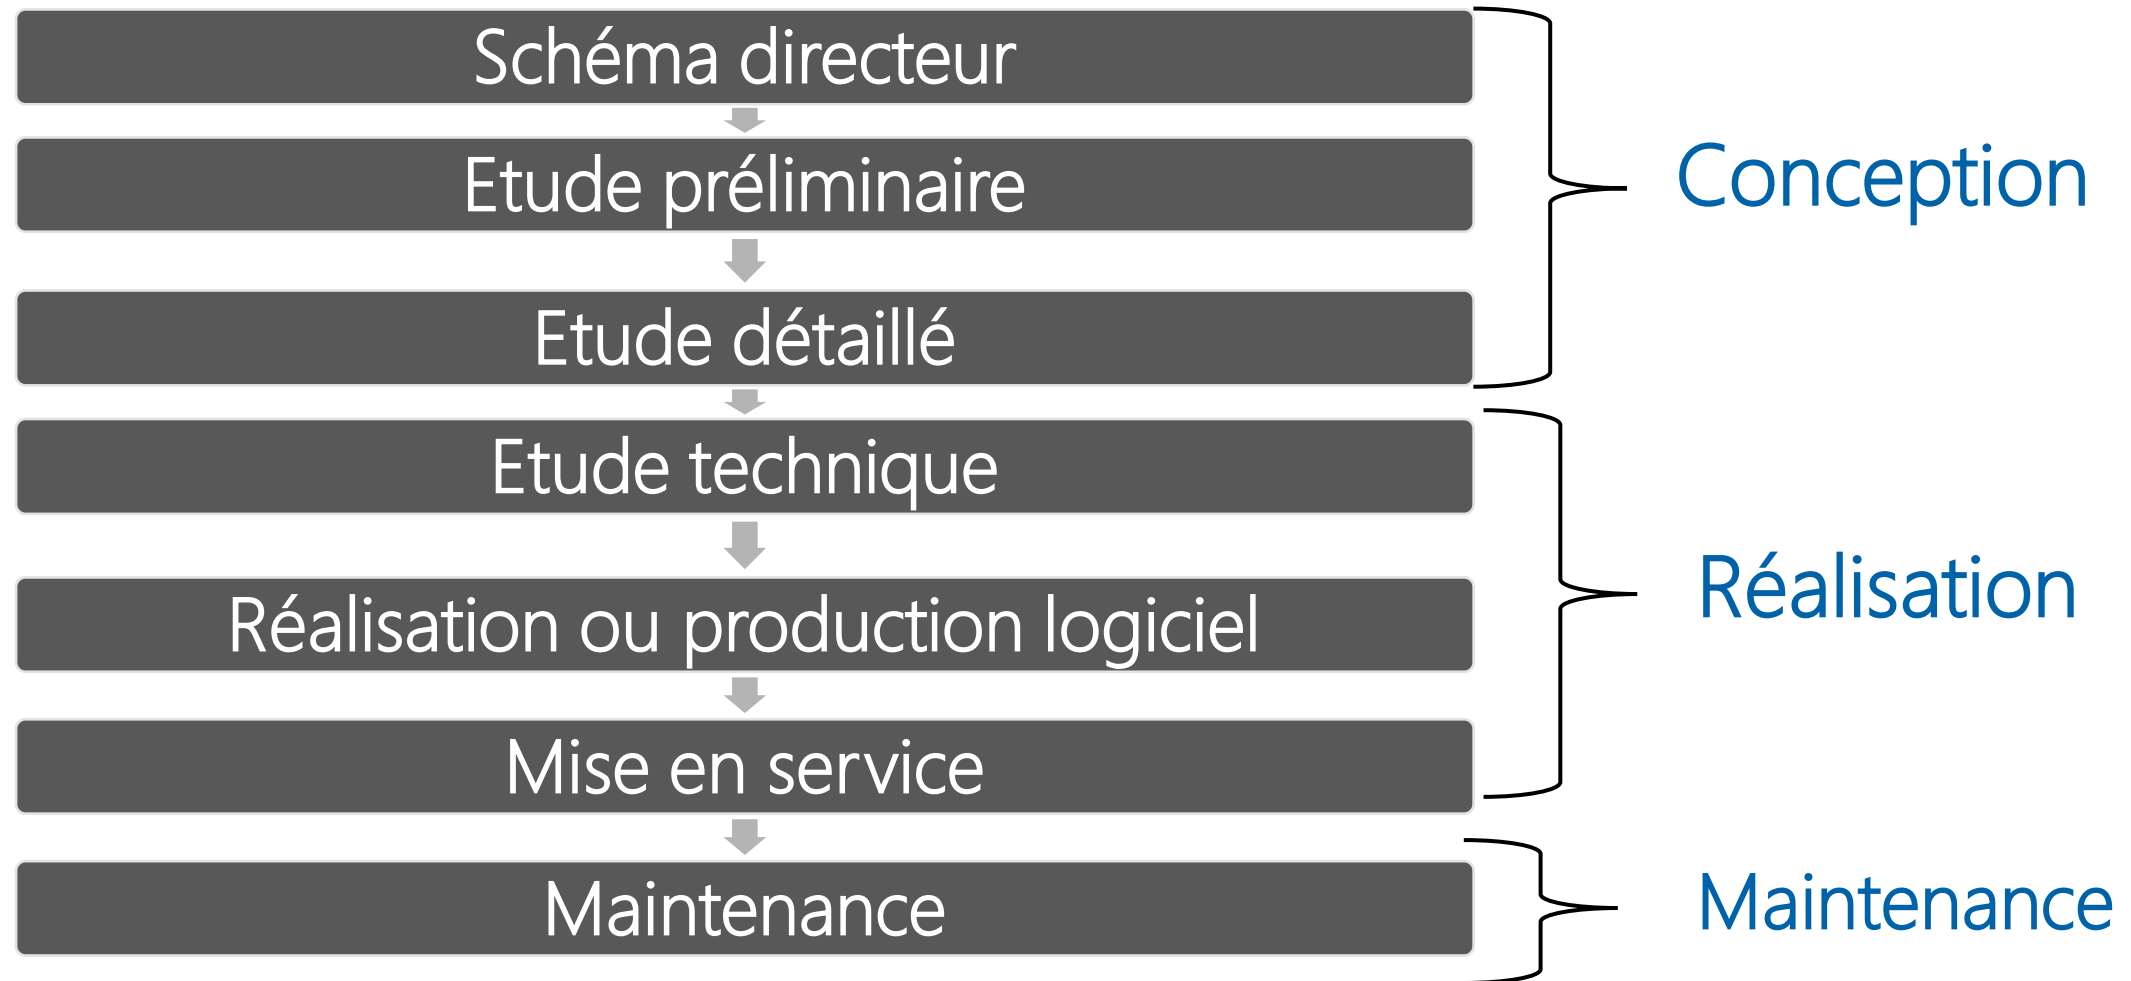 Schéma directeur
Etude préliminaire
Conception
Etude détaillé
Etude technique
Réalisation ou production logiciel
Réalisation
Mise en service
Maintenance
Maintenance